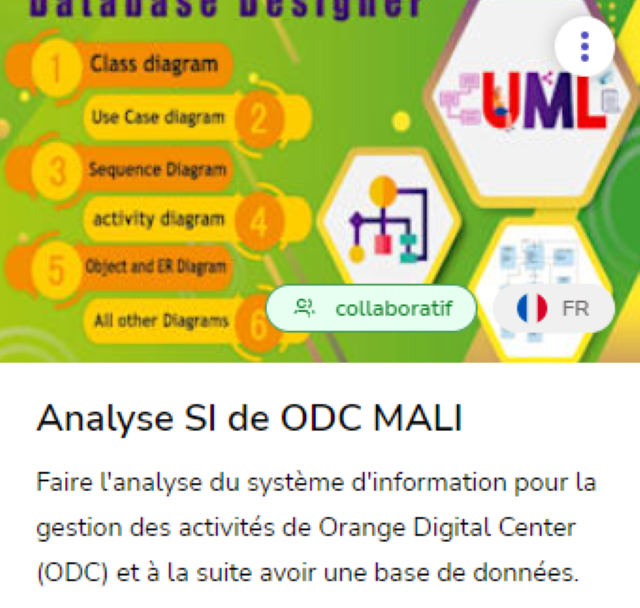 Database Designer
1 Class diagram
Use Case diagram 2
3 Sequence Diagram
activity diagram 4
5 Object and ER Diagram
All other Diagrams 6
UML
collaboratif
FR
Analyse SI de ODC MALI
Faire l'analyse du système d'information pour la
gestion des activités de Orange Digital Center
(ODC) et à la suite avoir une base de données.